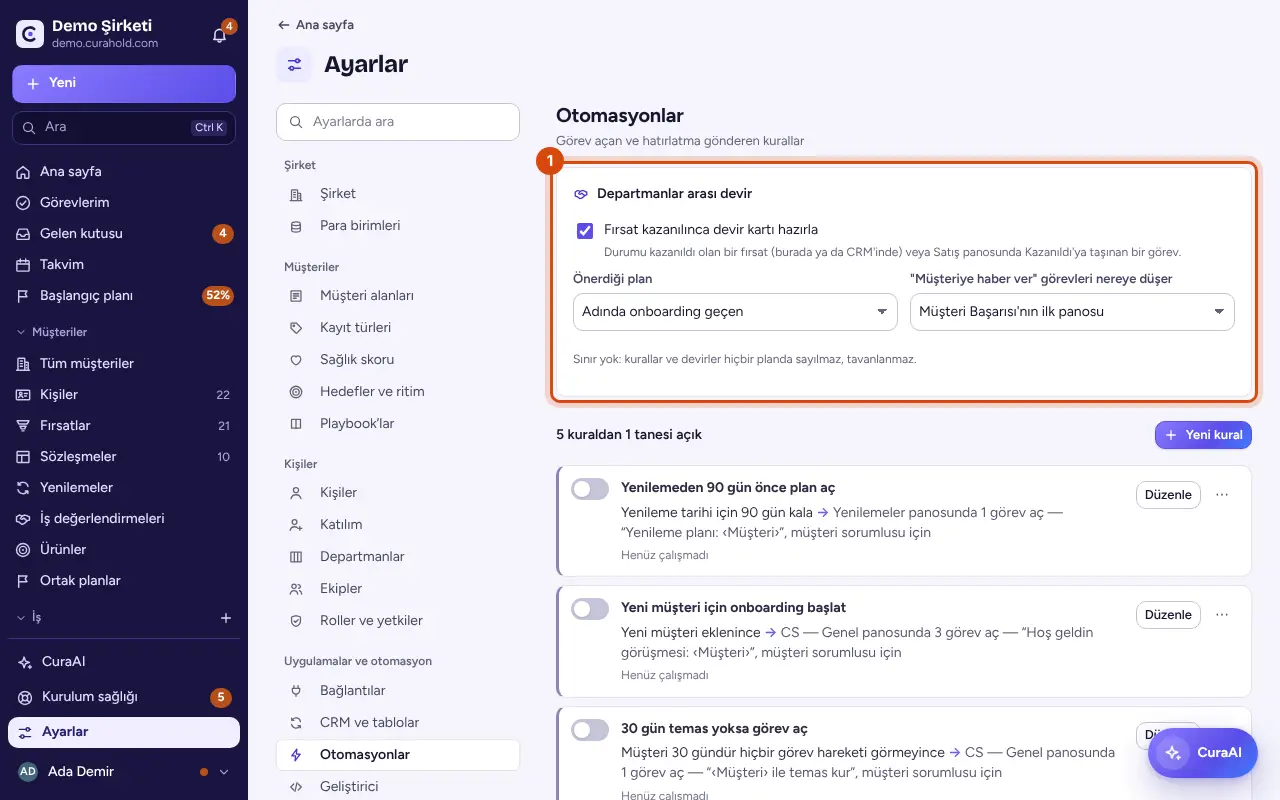 Demo Şirketi
demo.curahold.com
4
Yeni
Ara
Ctrl K
Ana sayfa
Görevlerim
Gelen kutusu
4
Takvim
Başlangıç planı
52%
Müşteriler
Tüm müşteriler
Kişiler
22
Fırsatlar
21
Sözleşmeler
10
Yenilemeler
İş değerlendirmeleri
Ürünler
Ortak planlar
İş
CuraAI
Kurulum sağlığı
5
Ayarlar
AD
Ada Demir
Ana sayfa
Ayarlar
Ayarlarda ara
Şirket
Şirket
Para birimleri
Müşteriler
Müşteri alanları
Kayıt türleri
Sağlık skoru
Hedefler ve ritim
Playbook'lar
Kişiler
Kişiler
Katılım
Departmanlar
Ekipler
Roller ve yetkiler
Uygulamalar ve otomasyon
Bağlantılar
CRM ve tablolar
Otomasyonlar
Geliştirici
Otomasyonlar
Görev açan ve hatırlatma gönderen kurallar
1
Departmanlar arası devir
Fırsat kazanılınca devir kartı hazırla
Durumu kazanıldı olan bir fırsat (burada ya da CRM'inde) veya Satış panosunda Kazanıldı'ya taşınan bir görev.
Önerdiği plan
Adında onboarding geçen
"Müşteriye haber ver" görevleri nereye düşer
Müşteri Başarısı'nın ilk panosu
Sınır yok: kurallar ve devirler hiçbir planda sayılmaz, tavanlanmaz.
5 kuraldan 1 tanesi açık
Yeni kural
Yenilemeden 90 gün önce plan aç
Yenileme tarihi için 90 gün kala → Yenilemeler panosunda 1 görev aç —
“Yenileme planı: ‹Müşteri›”, müşteri sorumlusu için
Henüz çalışmadı
Düzenle
Yeni müşteri için onboarding başlat
Yeni müşteri eklenince → CS — Genel panosunda 3 görev aç — “Hoş geldin
görüşmesi: ‹Müşteri›”, müşteri sorumlusu için
Henüz çalışmadı
Düzenle
30 gün temas yoksa görev aç
Müşteri 30 gündür hiçbir görev hareketi görmeyince → CS — Genel panosunda
1 görev aç — “‹Müşteri› ile temas kur”, müşteri sorumlusu için
Henüz çalışmadı
CuraAI